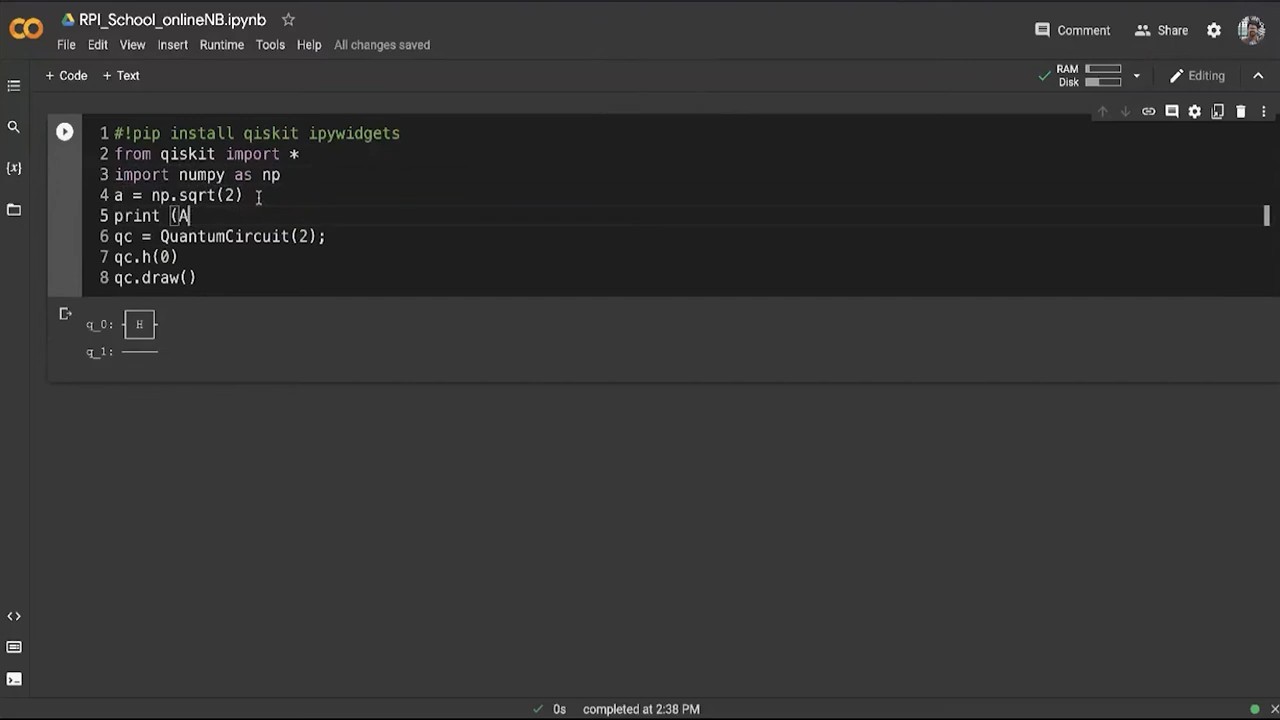 RPI_School_onlineNB.ipynb
File Edit View Insert Runtime Tools Help All changes saved
Comment Share
+ Code + Text
RAM
Disk
Editing
1 #!pip install qiskit ipywidgets
2 from qiskit import *
3 import numpy as np
4 a = np.sqrt(2)
5 print (A
6 qc = QuantumCircuit(2);
7 qc.h(0)
8 qc.draw()
q_0: H
q_1:
0s completed at 2:38 PM